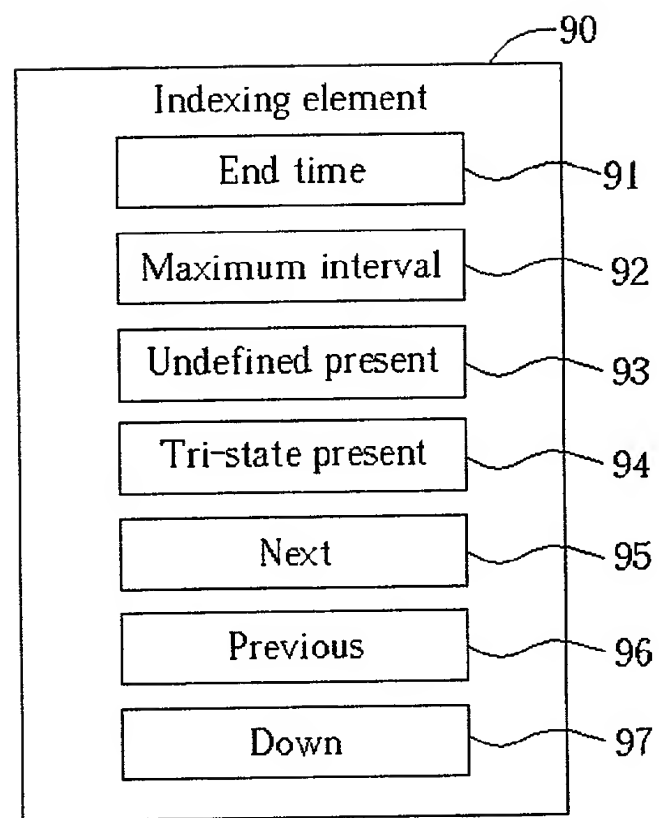 90
Indexing element
End time 91
Maximum interval 92
Undefined present 93
Tri-state present 94
Next 95
Previous 96
Down 97